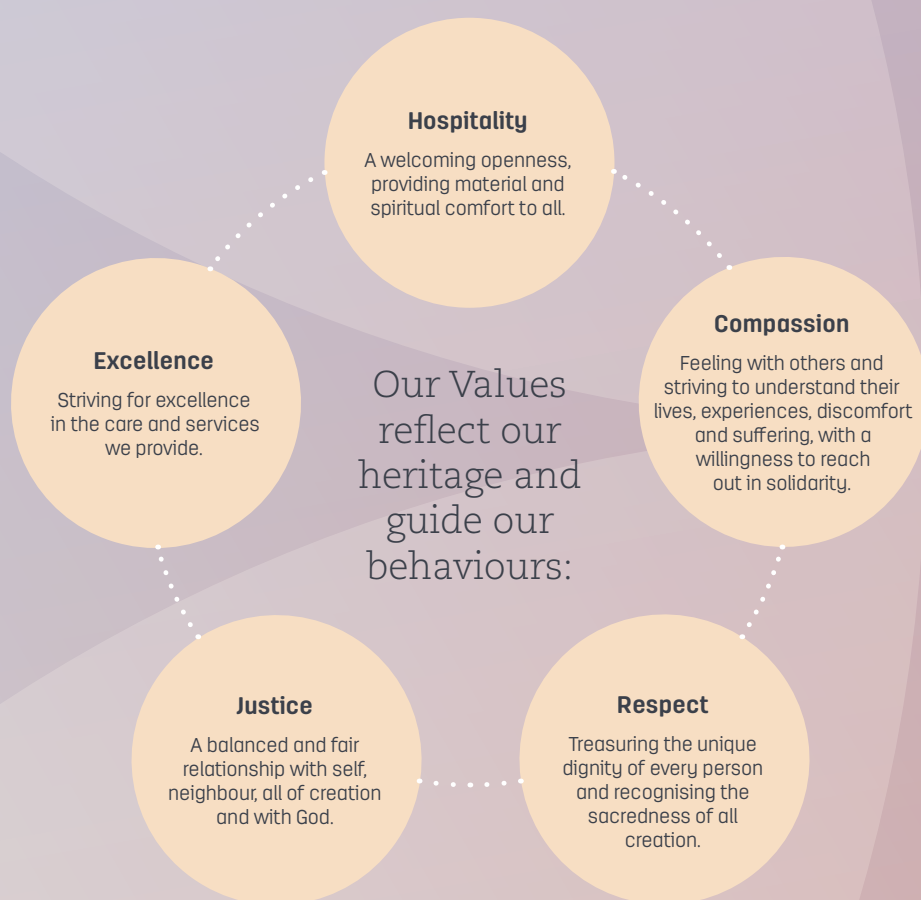 Hospitality
A welcoming openness,
providing material and
spiritual comfort to all.
Compassion
Feeling with others and
striving to understand their
lives, experiences, discomfort
and suffering, with a
willingness to reach
out in solidarity.
Excellence
Striving for excellence
in the care and services
we provide.
Our Values
reflect our
heritage and
guide our
behaviours:
Justice
A balanced and fair
relationship with self,
neighbour, all of creation
and with God.
Respect
Treasuring the unique
dignity of every person
and recognising the
sacredness of all
creation.